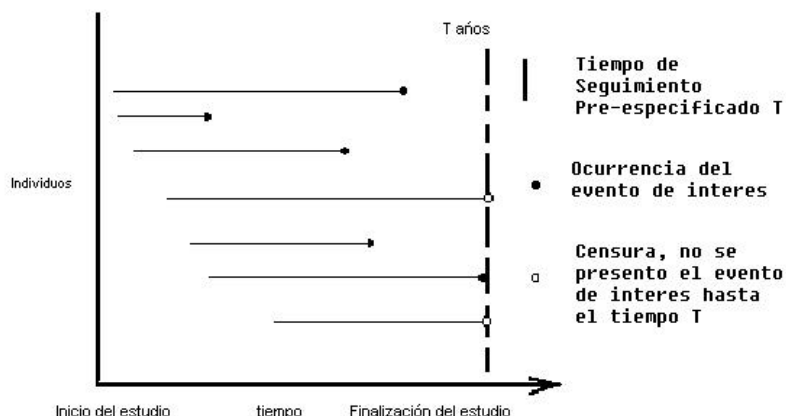 T años
Tiempo de
Seguimiento
Pre-especificado T
Individuos
Ocurrencia del
evento de interes
Censura, no se
presento el evento
de interes hasta
el tiempo T
Inicio del estudio
tiempo
Finalización del estudio